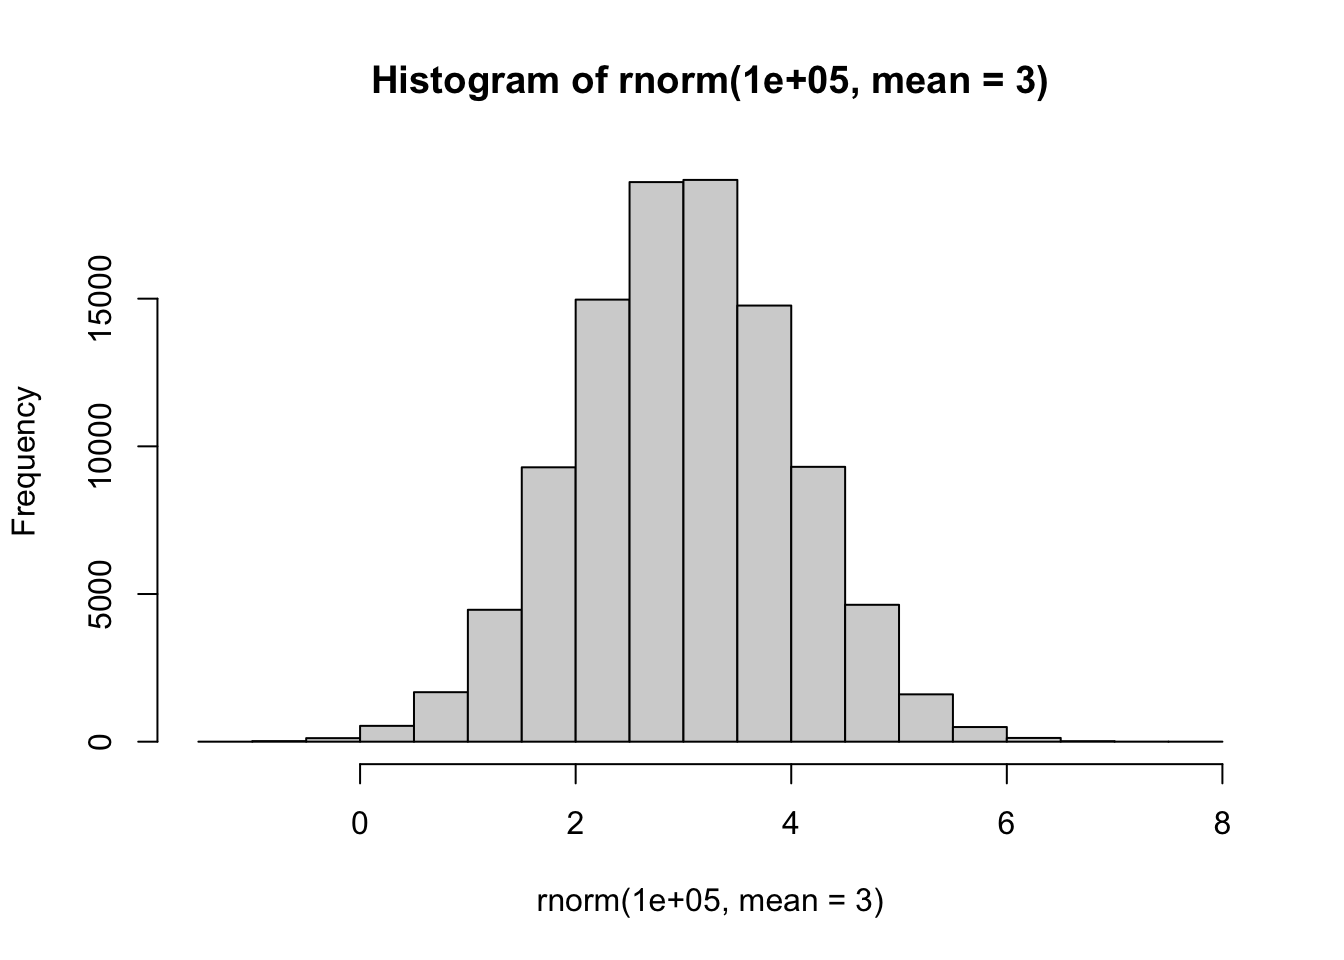 Histogram of rnorm(1e+05, mean = 3)
Frequency
15000
10000
5000
0
0 2 4 6 8
rnorm(1e+05, mean = 3)